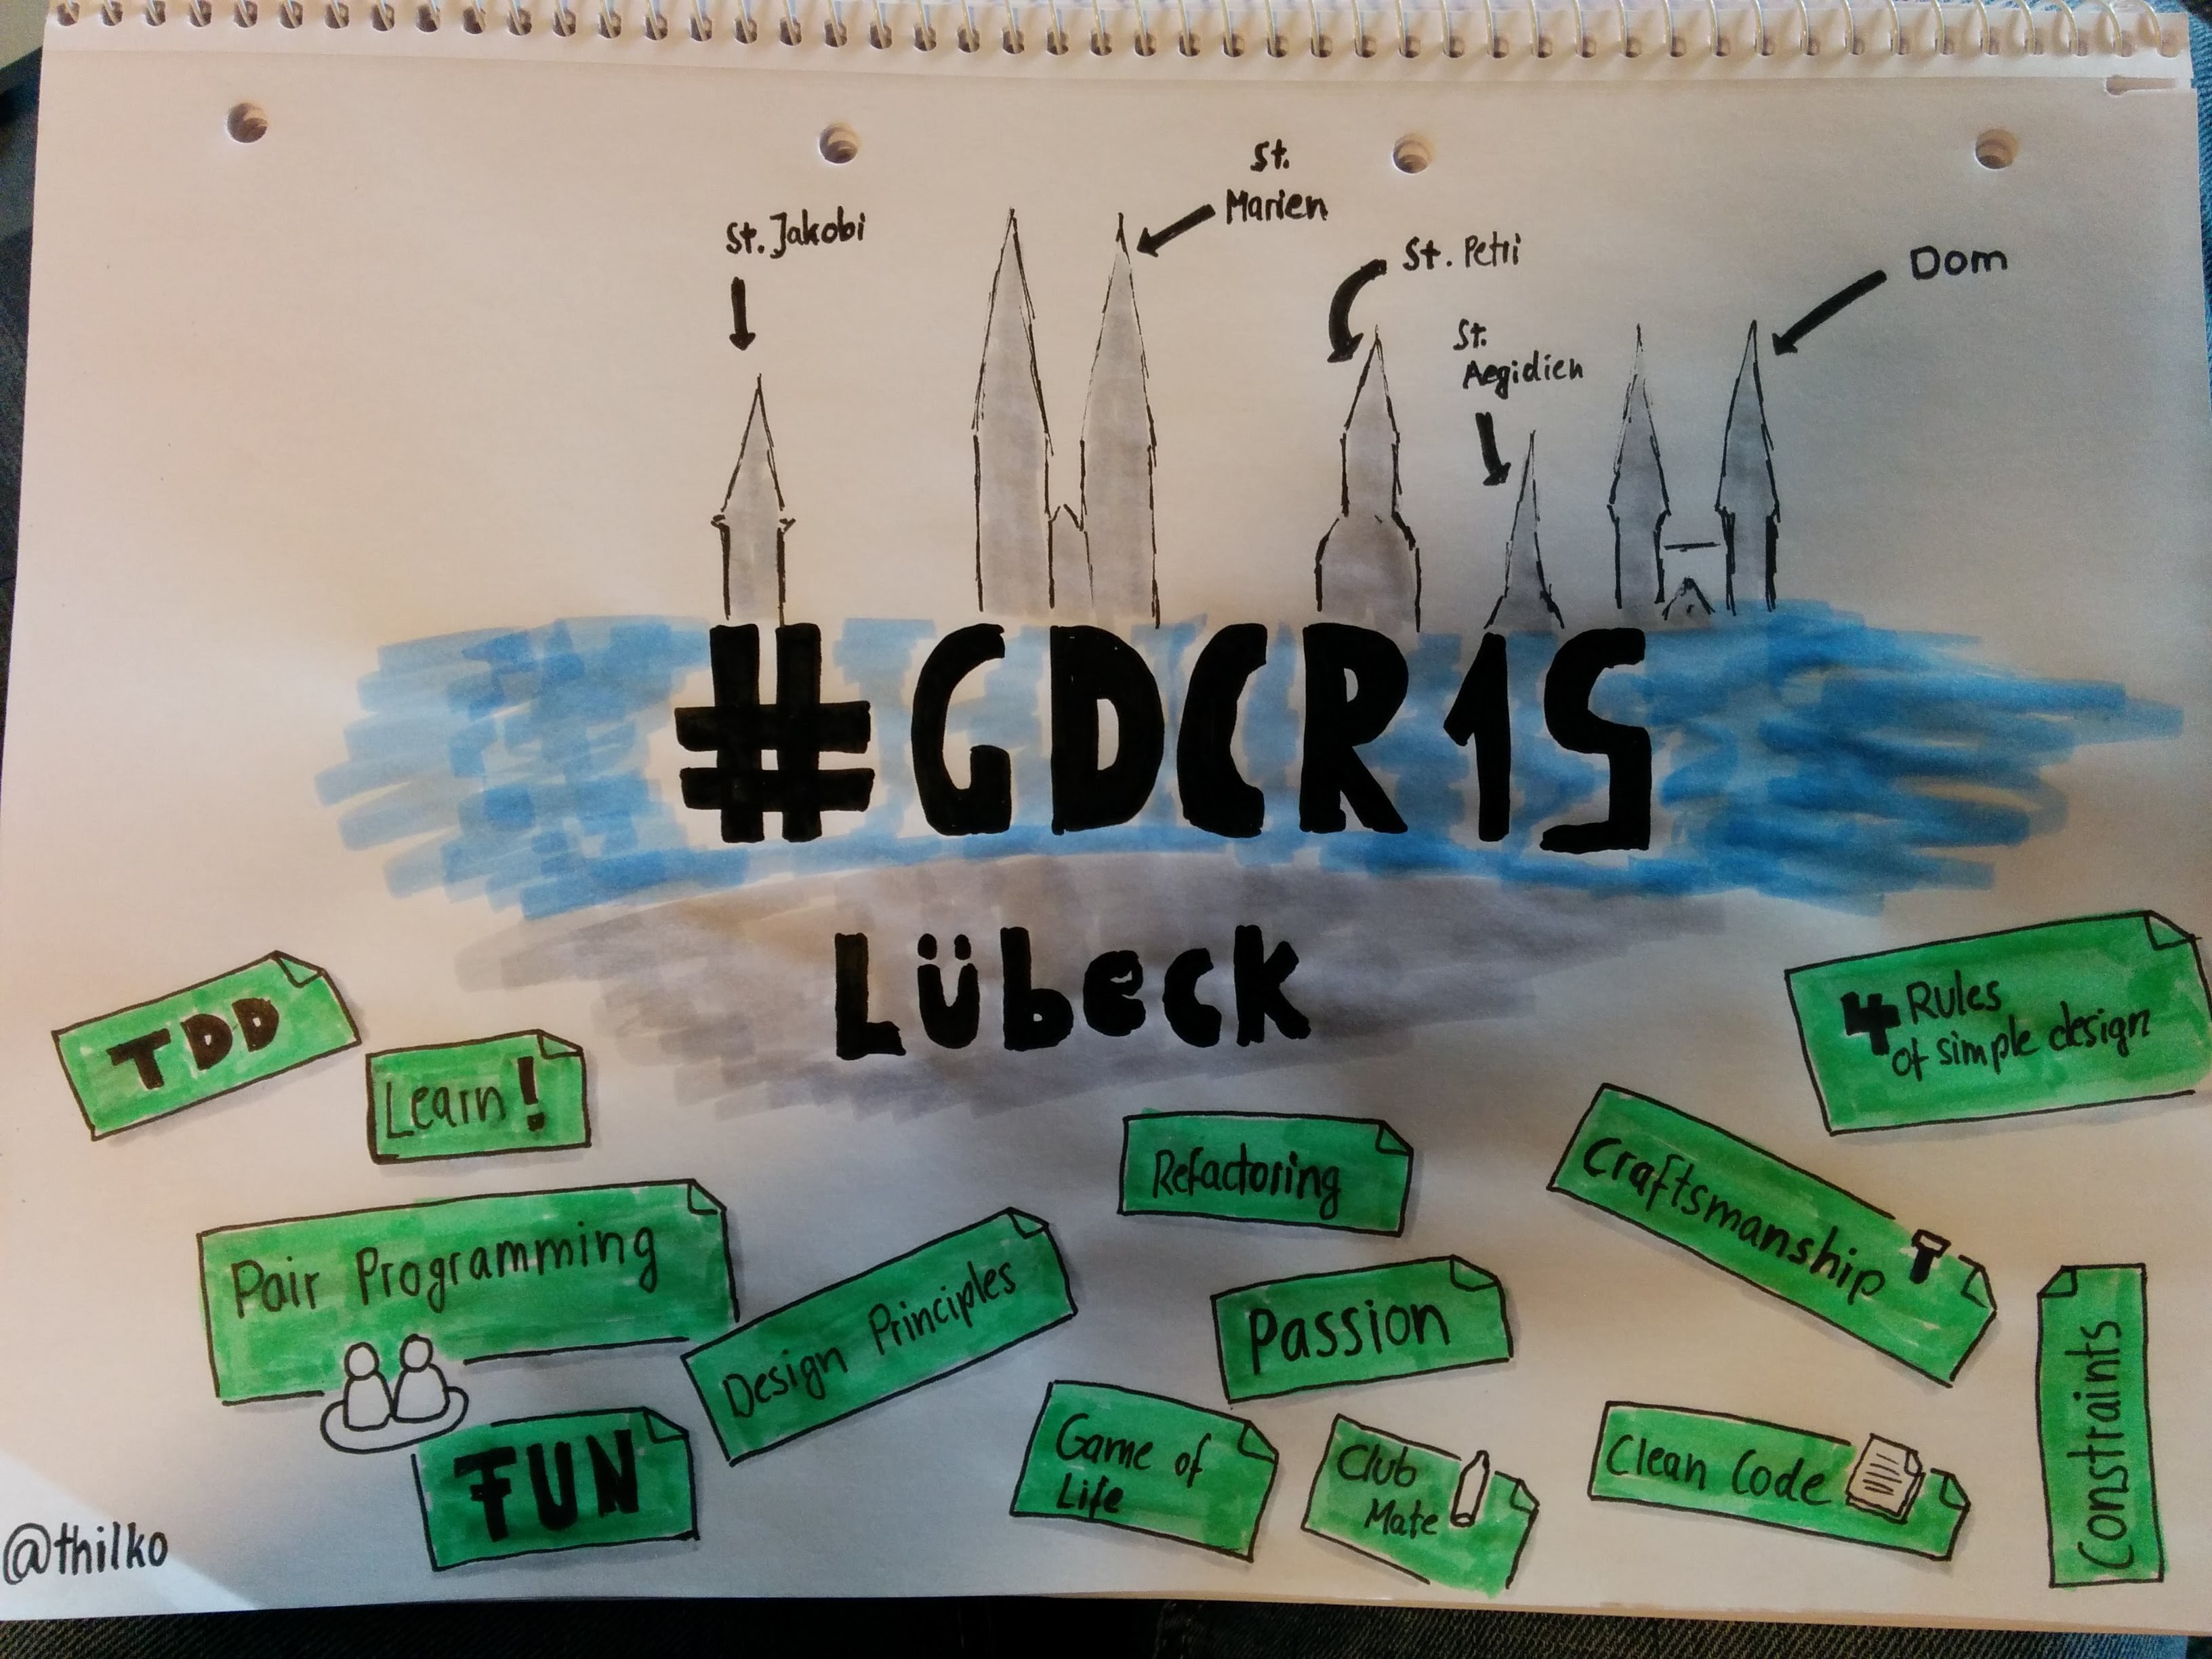 St.
Marien
St. Jakobi
St. Petri
Dom
St.
Aegidien
#GDCR15
Lübeck
TDD
Learn!
4 Rules
of simple design
Refactoring
Craftsmanship
Pair Programming
Design Principles
Passion
Constraints
FUN
Game of
Life
Club
Mate
Clean Code
@thilko